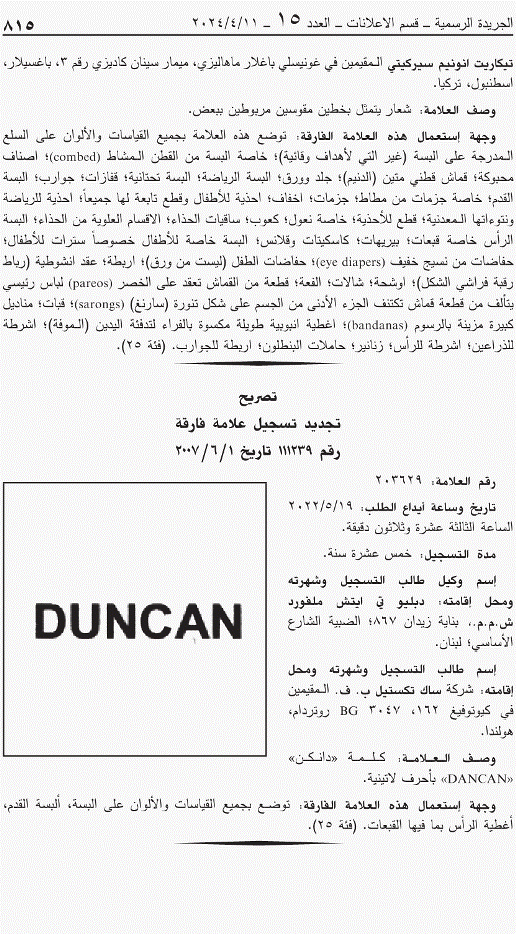 الجريدة الرسمية ـ قسم الاعلانات ـ العدد ١٥ ـ ٢٠٢٤/٤/١١
٨١٥
تيكاريت انونيم سيركيتي المقيمين في غونيسلي باغلار ماهاليزي، ميمار سينان كاديزي رقم ٣، باغسيلار،
اسطنبول، تركيا.
وصف العلامة: شعار يتمثل بخطين مقوسين مربوطين ببعض.
وجهة إستعمال هذه العلامة الفارقة: توضع هذه العلامة بجميع القياسات والألوان على السلع
المدرجة على البسة (غير التي لأهداف وقائية)؛ خاصة البسة من القطن المشاط (combed)؛ اصناف
محبوكة؛ قماش قطني متين (الدنيم)؛ جلد وورق؛ البسة الرياضة؛ البسة تحتانية؛ قفازات؛ جوارب؛ البسة
القدم؛ خاصة جزمات من مطاط؛ جزمات؛ اخفاف؛ احذية للأطفال وقطع تابعة لها جميعاً؛ احذية للرياضة
ونتوءاتها المعدنية؛ قطع للأحذية؛ خاصة نعول؛ كعوب؛ ساقيات الحذاء؛ الاقسام العلوية من الحذاء؛ البسة
الرأس خاصة قبعات؛ بيريهات؛ كاسكيتات وقلانس؛ البسة خاصة للأطفال خصوصاً سترات للأطفال؛
حفاضات من نسيج خفيف (eye diapers)؛ حفاضات الطفل (ليست من ورق)؛ اربطة؛ عقد انشوطية (رباط
رقبة فراشي الشكل)؛ اوشحة؛ شالات؛ الفعة؛ قطعة من القماش تعقد على الخصر (pareos) لباس رئيسي
يتألف من قطعة قماش تكتنف الجزء الأدنى من الجسم على شكل تنورة (سارنغ) (sarongs)؛ قبات؛ مناديل
كبيرة مزينة بالرسوم (bandanas)؛ اغطية انبوبية طويلة مكسوة بالفراء لتدفئة اليدين (الموفة)؛ اشرطة
للذراعين؛ اشرطة للرأس؛ زنانير؛ حاملات البنطلون؛ اربطة للجوارب. (فئة ٢٥).
تصريح
تجديد تسجيل علامة فارقة
رقم ١١١٢٣٩ تاريخ ٢٠٠٧/٦/١
رقم العلامة: ٢٠٣٦٢٩
تاريخ وساعة أيداع الطلب: ٢٠٢٢/٥/١٩
الساعة الثالثة عشرة وثلاثون دقيقة.
مدة التسجيل: خمس عشرة سنة.
إسم وكيل طالب التسجيل وشهرته
ومحل إقامته: دبليو تي ايتش ملفورد
ش.م.م.، بناية زيدان ٨٦٧؛ الضبية الشارع
الأساسي؛ لبنان.
إسم طالب التسجيل وشهرته ومحل
إقامته: شركة ساك تكستيل ب. ف. المقيمين
في كيوتوفيغ ١٦٢، ٣٠٤٧ BG روتردام،
هولندا.
وصف العلامة: كلمة «دانكن»
«DANCAN» بأحرف لاتينية.
DUNCAN
وجهة إستعمال هذه العلامة الفارقة: توضع بجميع القياسات والألوان على البسة، ألبسة القدم،
أغطية الرأس بما فيها القبعات. (فئة ٢٥).